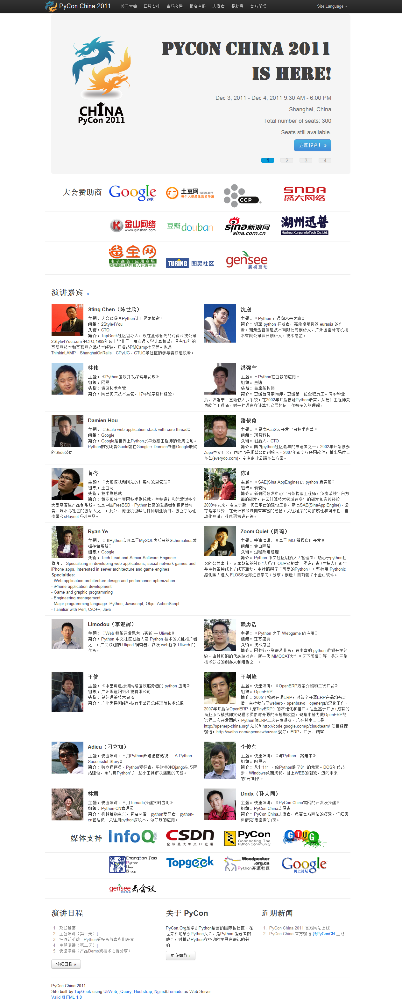 PyCon China 2011 关于大会 日程安排 会场交通 报名注册 志愿者 赞助商 官方微博 Site Language
PYCON CHINA 2011
IS HERE!
CHINA
PyCon 2011
Dec 3, 2011 - Dec 4, 2011 9:30 AM - 6:00 PM
Shanghai, China
Total number of seats: 300
Seats still available.
立即报名! »
1 2 3 4
大会赞助商
Google
谷歌
土豆网 tudou.com
每个人都是生活的导演
CCP
SNDA
盛大网络
金山网络
www.ijinshan.com
豆瓣 douban
sina新浪网
sina.com.cn
湖州迅普
Huzhou Xunpu InfoTech Co.,Ltd.
遛宝网
电子商务|应用商场
领先的互联网接入开源平台
TURING 图灵社区
gensee
展视互动
演讲嘉宾 »
支持
Sting Chen（陈世欣）
主题：《大会致辞《Python让世界更精彩》
组织：2Style4You
头衔：CTO
简介：TopGeek社区创办人，现在全球领先的时尚科技公司
2Style4You.com任CTO,1999年硕士毕业于上海交通大学计算机系，具有13年的
互联网技术和互联网产品技术经验，还发起PMCamp社区等。也是
ThinkinLAMP，ShanghaiOnRails，CPyUG，GTUG等社区的参与者或组织者。
沈崴
主题：《Python ，通向未来之路》
简介：资深 python 开发者，高效能服务器 eurasia 的作
者。湖州迅普信息技术有限公司创始人，广州遛宝计算机技
术有限公司联合创始人、技术总监。
林伟
主题：《Python游戏开发探索与发现》
组织：网易
头衔：资深技术主管
简介：网易资深技术主管，17年程序设计经验。
洪强宁
主题：《Python在豆瓣的应用》
组织：豆瓣
头衔：首席架构师
简介：豆瓣首席架构师，豆瓣第一位全职员工。清华毕业
后，洪强宁一直做嵌入式系统。在2002年开始接触Python语言，从硬件工程师变
为软件工程师，对一种语言在计算机底层如何工作有深入的理解。
Damien Hou
主题：《Scale web application stack with coro-thread》
组织：Google
简介：Google是世界上Python水平最高工程师的云集之地。
Python的发明者Guido就在Google。Damien来自Google收购
的Slide公司
潘俊勇
主题：《易度PaaS云开发平台技术内幕》
组织：润普科技
头衔：创始人，CTO
简介：国内python社区最早的布道者之一，2002年开始创办
Zope中文社区，同时也是润普公司创始人。2007年转向互联网软件，推出易度云
办公(everydo.com)，专注企业云端办公方案。
黄冬
主题：《大规模视频网站的计费与流量管理》
组织：土豆网
头衔：技术副总裁
简介：黄冬现任土豆网技术副总裁，主持设计和运营过多个
大型高容量产品和系统。也是中国FreeBSD、Python社区的发起者和积极参与
者，啄木鸟社区的创始人之一。此外，他还积极帮助各种创业项目，创立了彩虹
流量和xBaynet系列产品。
陈正
主题：《SAE(Sina AppEngine) 的 python 版实现》
组织：新浪网
简介：新浪网研发中心平台架构部工程师，负责系统平台方
面的研发，在云计算技术领域有多年的研发和实践经验。
2009年以来，专注于新一代云平台的建设工作，新浪SAE(SinaApp Engine)、云
存储等服务，在云计算领域拥有丰富的经验。关注程序的可扩展性和可靠性，自
动化测试，程序语言设计等。
Ryan Ye
主题：《用Python实现基于MySQL为后台的Schemaless数
据存储系统》
组织：Google
头衔：Tech Lead and Senior Software Engineer
简介： Specializing in developing web applications, social network games and
iPhone apps. Interested in server architecture and game engines.
Specialties:
- Web application architecture design and performance optimization
- iPhone application development
- Game and graphic programming
- Engineering management
- Major programming language: Python, Javascript, Objc, ActionScript
- Familiar with Perl, C/C++, Java
Zoom.Quiet（周琦）
主题：快速演讲：《基于 MQ 解耦应用开发》
组织：金山网络
头衔：过程改进经理
简介：Python 中文社区创始人 / 管理员，热心于python社
区的公益事业，大家熟知的社区"大妈"；OBP及蟒营工程设计者 /主持人；参与
并主持各种线上 / 线下活动，主持编撰了《可爱的Python》；坚持用 Pythonic
感化国人进入 FLOSS世界进行学习 / 分享 / 创造！目前就职于金山软件。
Limodou（李迎辉）
主题：《Web 框架开发思考与实践 — Uliweb》
简介：Python 中文社区创始人及 Python 技术的关键推广者
之一。广受欢迎的 Ulipad 编辑器，以及 web框架 Uliweb 的
作者。
赖勇浩
主题：《Python 之于 Webgame 的应用》
组织：江苏盛典
头衔：技术总监
简介：网游行业资深从业者，有丰富的 python 游戏开发经
验。由其担纲的代表游戏有，新一代 MMOCAT大作《天下盛境》等。是珠三角
技术沙龙的创办人和组委之一。
王健
主题：《中型角色扮演网络游戏服务器的 python 应用》
组织：广州黑崖网络科技有限公司
头衔：总经理兼技术总监
简介：广州黑崖网络科技有限公司总经理兼技术总监。
王剑峰
主题：快速演讲：《OpenERP方案介绍和二次开发》
组织：OpenERP
简介：2005年接触开源ERP，对各个开源ERP产品均有涉
猎。主持参与了weberp、openbravo、openerp的汉化工作。
2007年开始做OpenERP（原TinyERP）的本地化和推广。注重基于开源+威客的
商业服务模式即实现程序员参与开源的长短期收益。现集中精力做OpenERP的
远程二次开发团队，Python做ERP二次开发很爽，乐在其中......是
http://openerp-china.org/ 站长和http://code.google.com/p/cloudteam/ 项目经理
微博：http://weibo.com/opennewbazaar 爱好：ERP，开源，威客
Adieu（刁立知）
主题：快速演讲：《用Python改进迅雷离线 — A Python
Successful Story》
简介：独立程序员，Python爱好者，平时关注Django以及网
站建设，闲时用Python写一些小工具解决遇到的问题。
李俊东
主题：快速演讲：《与Python一路走来》
组织：阿里云
简介：从业11年，给Python跑了8年的龙套。DOS年代起
步，Windows桌面成长，赶上WEB的潮流，迈向未来
的"云"时代。
林君
主题：快速演讲：《用Tornado搭建实时应用》
组织：Python-CN管理员
简介：机械维物主义，真名林君，python爱好者，python-
cn管理员，关注用python搭积木，做好玩的应用。
Dndx（孙大同）
主题：快速演讲：《PyCon China官网的开发及搭建》
组织：PyCon China志愿者
简介：PyCon China志愿者，负责官方网站的搭建，详细资
料请见"志愿者"页面。
媒体支持
InfoQ
CSDN
全球最大中文IT社区
PyCon
Connecting The
Python Community
GTUG
ChangSan jiao
Python
User
Group
Topgeek
Woodpecker
.org.cn
Python开源社区
Google
网上论坛
gensee 云会议
展视互动
演讲日程
1. 欢迎晚宴
2. 主题演讲（第一天）↓
3. 把酒话英雄 - Python爱好者与嘉宾们晚宴
4. 主题演讲（第二天）↓
5. 快速演讲（产品Demo或技术心得分享）
详细日程 »
关于 PyCon
PyCon.Org是举办Python语言的国际性社区，在
世界各地举办Python大会，是Python 爱好者的
盛会，对推动Python在各地的发展有深远的影
响。
更多细节 »
近期新闻
1. PyCon China 2011 官方网站上线
2. PyCon China 官方微博 @PyConCN 上线
PyCon China 2011
Site built by TopGeek using UliWeb, jQuery, Bootstrap, Nginx&Tornado as Web Server.
Valid XHTML 1.0